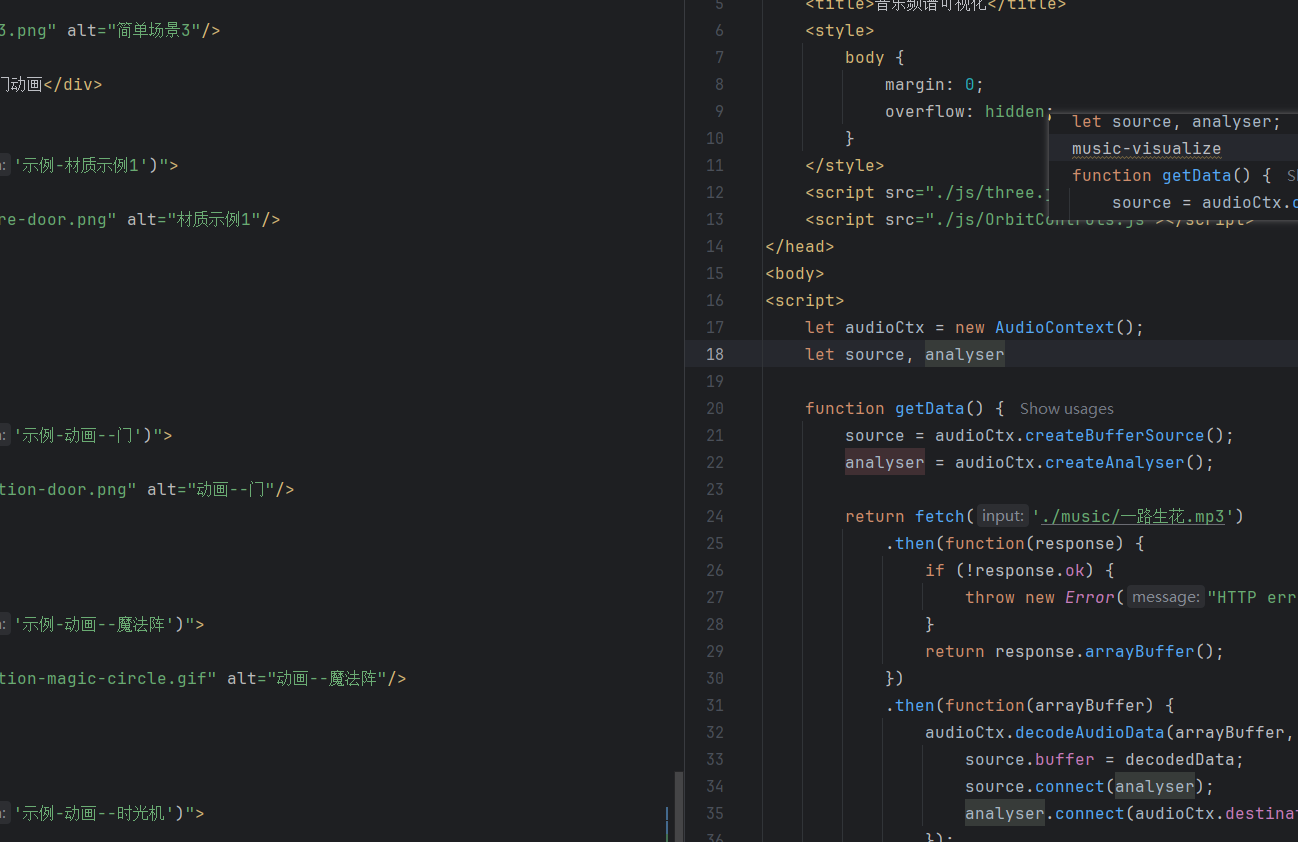 3.png" alt="简单场景3"/>
门动画</div>
'示例-材质示例1')">
re-door.png" alt="材质示例1"/>
'示例-动画--门')">
tion-door.png" alt="动画--门"/>
'示例-动画--魔法阵')">
tion-magic-circle.gif" alt="动画--魔法阵"/>
'示例-动画--时光机')">
5 <title>音乐频谱可视化</title>
6 <style>
7 body {
8 margin: 0;
9 overflow: hidden;
10 }
11 </style>
12 <script src="./js/three.j
13 <script src="./js/OrbitControls.js"></script>
14 </head>
15 <body>
16 <script>
17 let audioCtx = new AudioContext();
18 let source, analyser
19
20 function getData() { Show usages
21 source = audioCtx.createBufferSource();
22 analyser = audioCtx.createAnalyser();
23
24 return fetch( input: './music/一路生花.mp3')
25 .then(function(response) {
26 if (!response.ok) {
27 throw new Error( message: "HTTP err
28 }
29 return response.arrayBuffer();
30 })
31 .then(function(arrayBuffer) {
32 audioCtx.decodeAudioData(arrayBuffer,
33 source.buffer = decodedData;
34 source.connect(analyser);
35 analyser.connect(audioCtx.destina
36 });
let source, analyser;
music-visualize
function getData() { S
source = audioCtx.